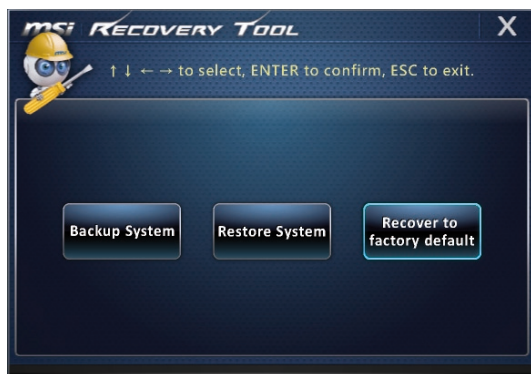 msi RECOVERY TOOL X
↑ ↓ ← → to select, ENTER to confirm, ESC to exit.
Backup System
Restore System
Recover to
factory default